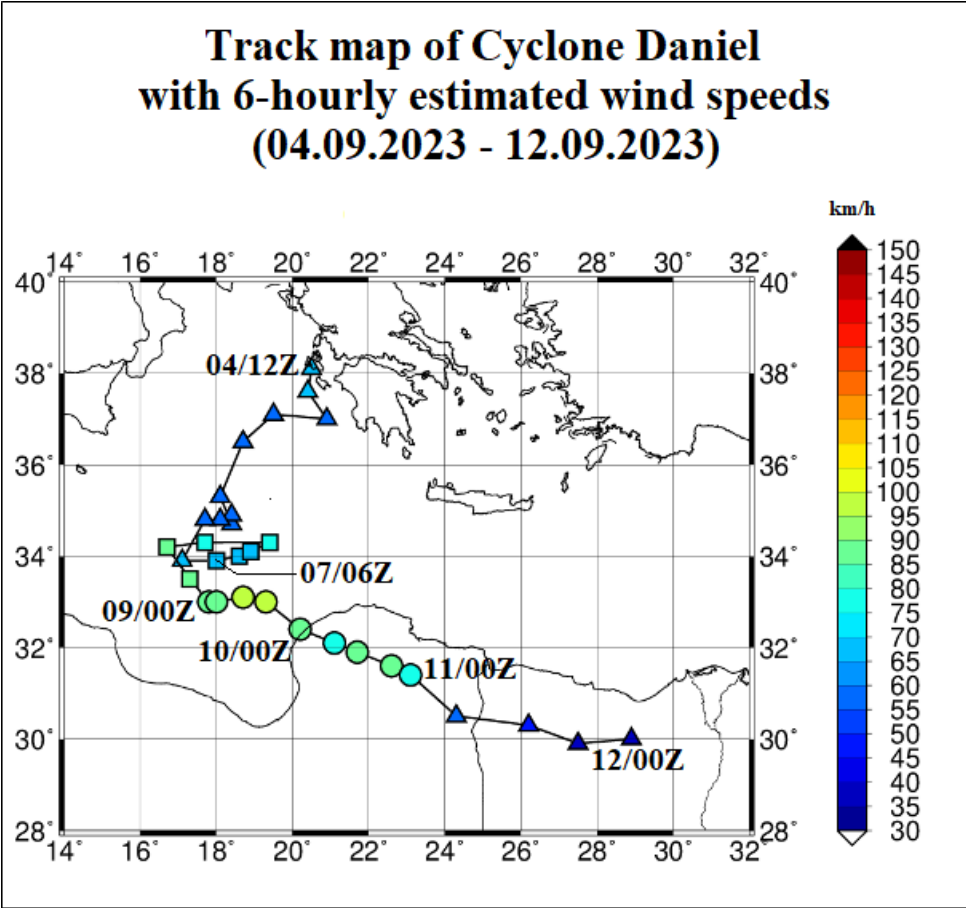 Track map of Cyclone Daniel
with 6-hourly estimated wind speeds
(04.09.2023 - 12.09.2023)
km/h
14° 16° 18° 20° 22° 24° 26° 28° 30° 32°
40° 40°
38° 38°
36° 36°
34° 34°
32° 32°
30° 30°
28° 28°
14° 16° 18° 20° 22° 24° 26° 28° 30° 32°
04/12Z
07/06Z
09/00Z
10/00Z
11/00Z
12/00Z
150
145
140
135
130
125
120
115
110
105
100
95
90
85
80
75
70
65
60
55
50
45
40
35
30